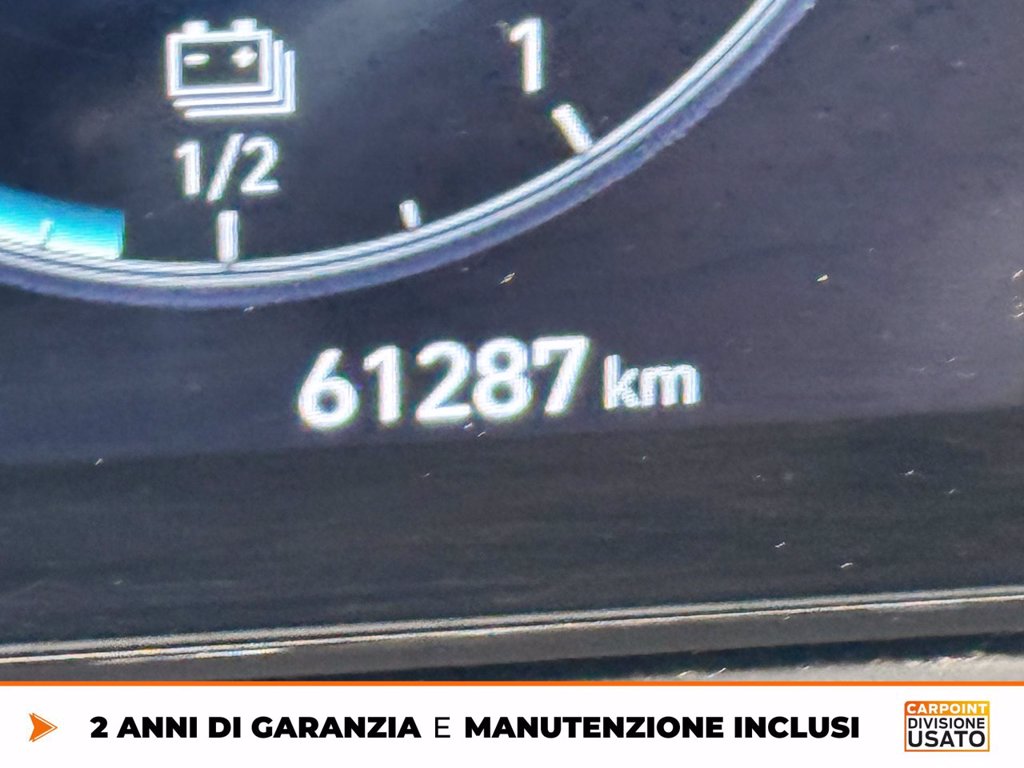 1
1/2
61287 km
2 ANNI DI GARANZIA E MANUTENZIONE INCLUSI
CARPOINT
DIVISIONE
USATO